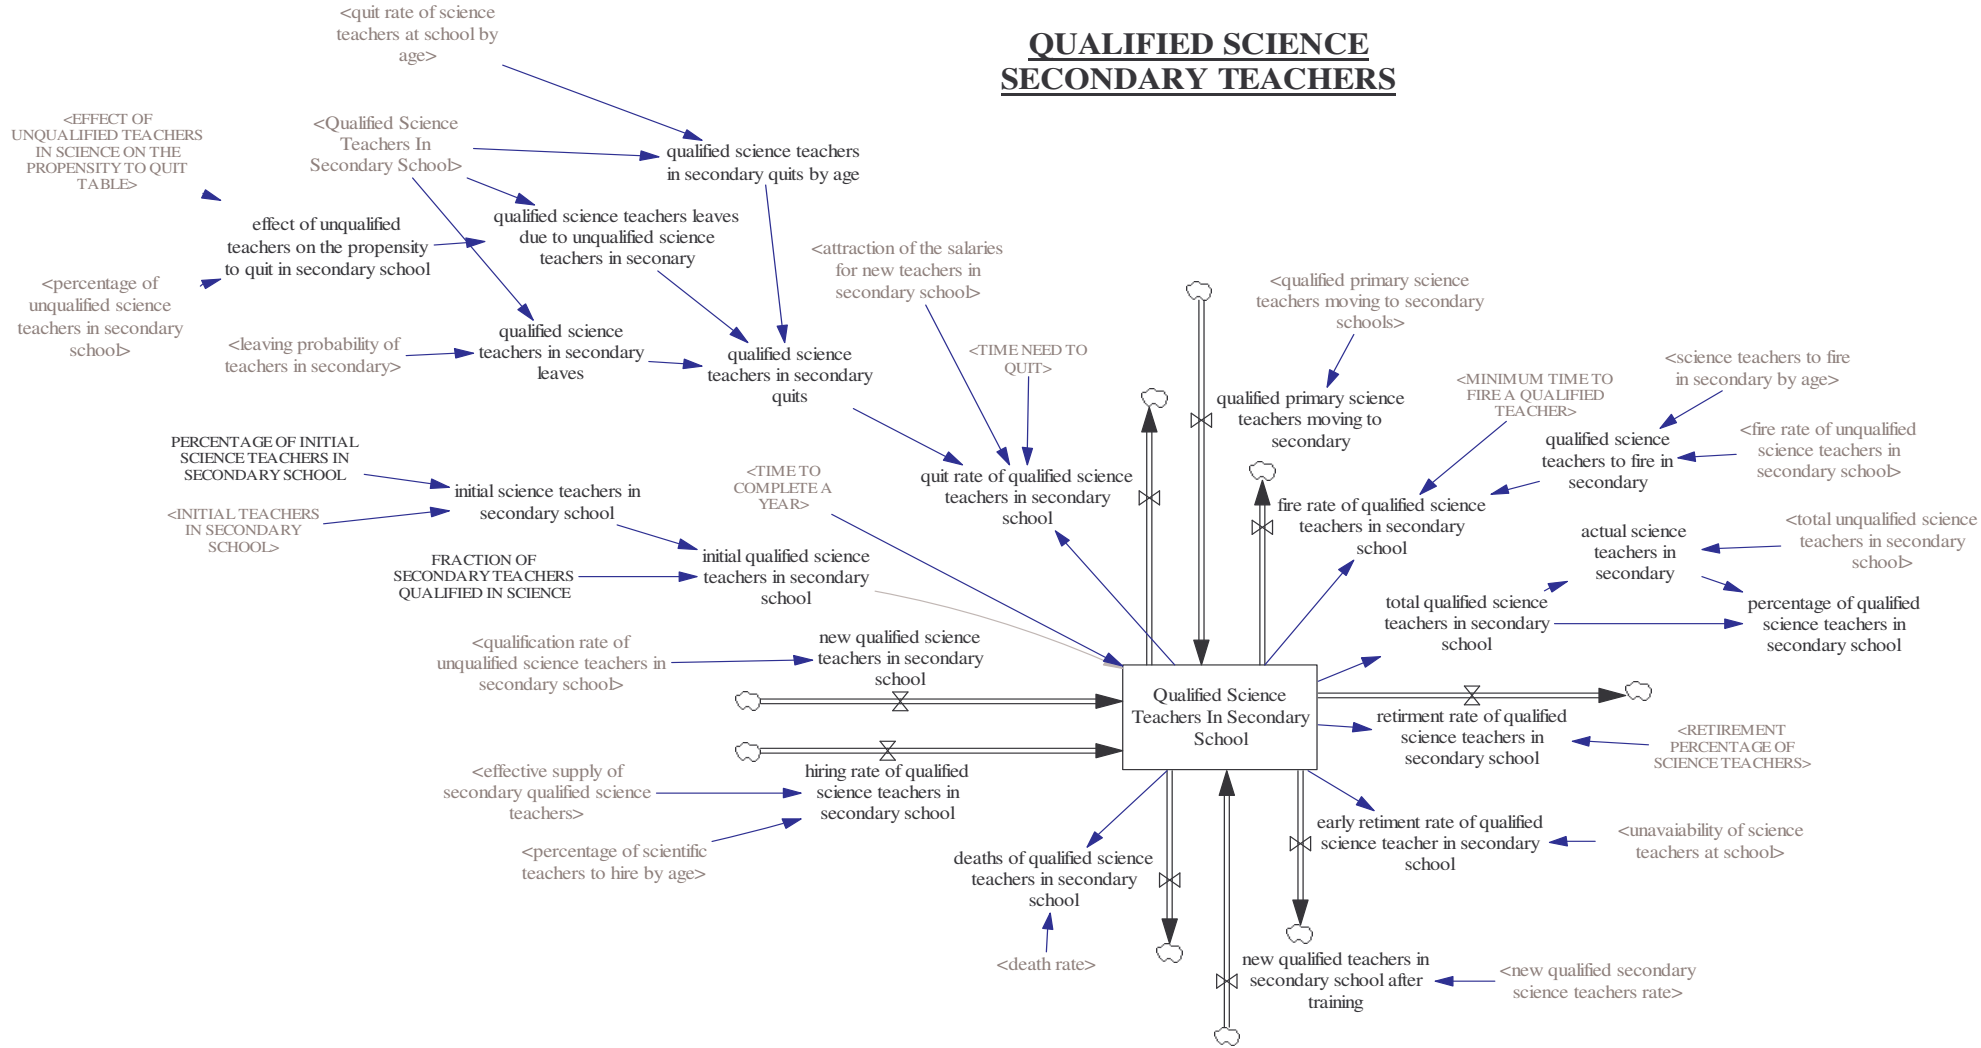 QUALIFIED SCIENCE
SECONDARY TEACHERS
<quit rate of science
teachers at school by
age>
<EFFECT OF
UNQUALIFIED TEACHERS
IN SCIENCE ON THE
PROPENSITY TO QUIT
TABLE>
<Qualified Science
Teachers In
Secondary School>
qualified science teachers
in secondary quits by age
effect of unqualified
teachers on the propensity
to quit in secondary school
qualified science teachers leaves
due to unqualified science
teachers in seconary
<attraction of the salaries
for new teachers in
secondary school>
<percentage of
unqualified science
teachers in secondary
school>
<leaving probability of
teachers in secondary>
qualified science
teachers in secondary
leaves
qualified science
teachers in secondary
quits
<TIME NEED TO
QUIT>
<qualified primary science
teachers moving to secondary
schools>
qualified primary science
teachers moving to
secondary
<MINIMUM TIME TO
FIRE A QUALIFIED
TEACHER>
<science teachers to fire
in secondary by age>
qualified science
teachers to fire in
secondary
<fire rate of unqualified
science teachers in
secondary school>
PERCENTAGE OF INITIAL
SCIENCE TEACHERS IN
SECONDARY SCHOOL
<INITIAL TEACHERS
IN SECONDARY
SCHOOL>
initial science teachers in
secondary school
<TIME TO
COMPLETE A
YEAR>
quit rate of qualified science
teachers in secondary
school
fire rate of qualified science
teachers in secondary
school
actual science
teachers in
secondary
<total unqualified science
teachers in secondary
school>
FRACTION OF
SECONDARY TEACHERS
QUALIFIED IN SCIENCE
initial qualified science
teachers in secondary
school
total qualified science
teachers in secondary
school
percentage of qualified
science teachers in
secondary school
<qualification rate of
unqualified science teachers in
secondary school>
new qualified science
teachers in secondary
school
Qualified Science
Teachers In Secondary
School
retirment rate of qualified
science teachers in
secondary school
<RETIREMENT
PERCENTAGE OF
SCIENCE TEACHERS>
<effective supply of
secondary qualified science
teachers>
hiring rate of qualified
science teachers in
secondary school
<percentage of scientific
teachers to hire by age>
deaths of qualified science
teachers in secondary
school
early retiment rate of qualified
science teacher in secondary
school
<unavaiability of science
teachers at school>
<death rate>
new qualified teachers in
secondary school after
training
<new qualified secondary
science teachers rate>